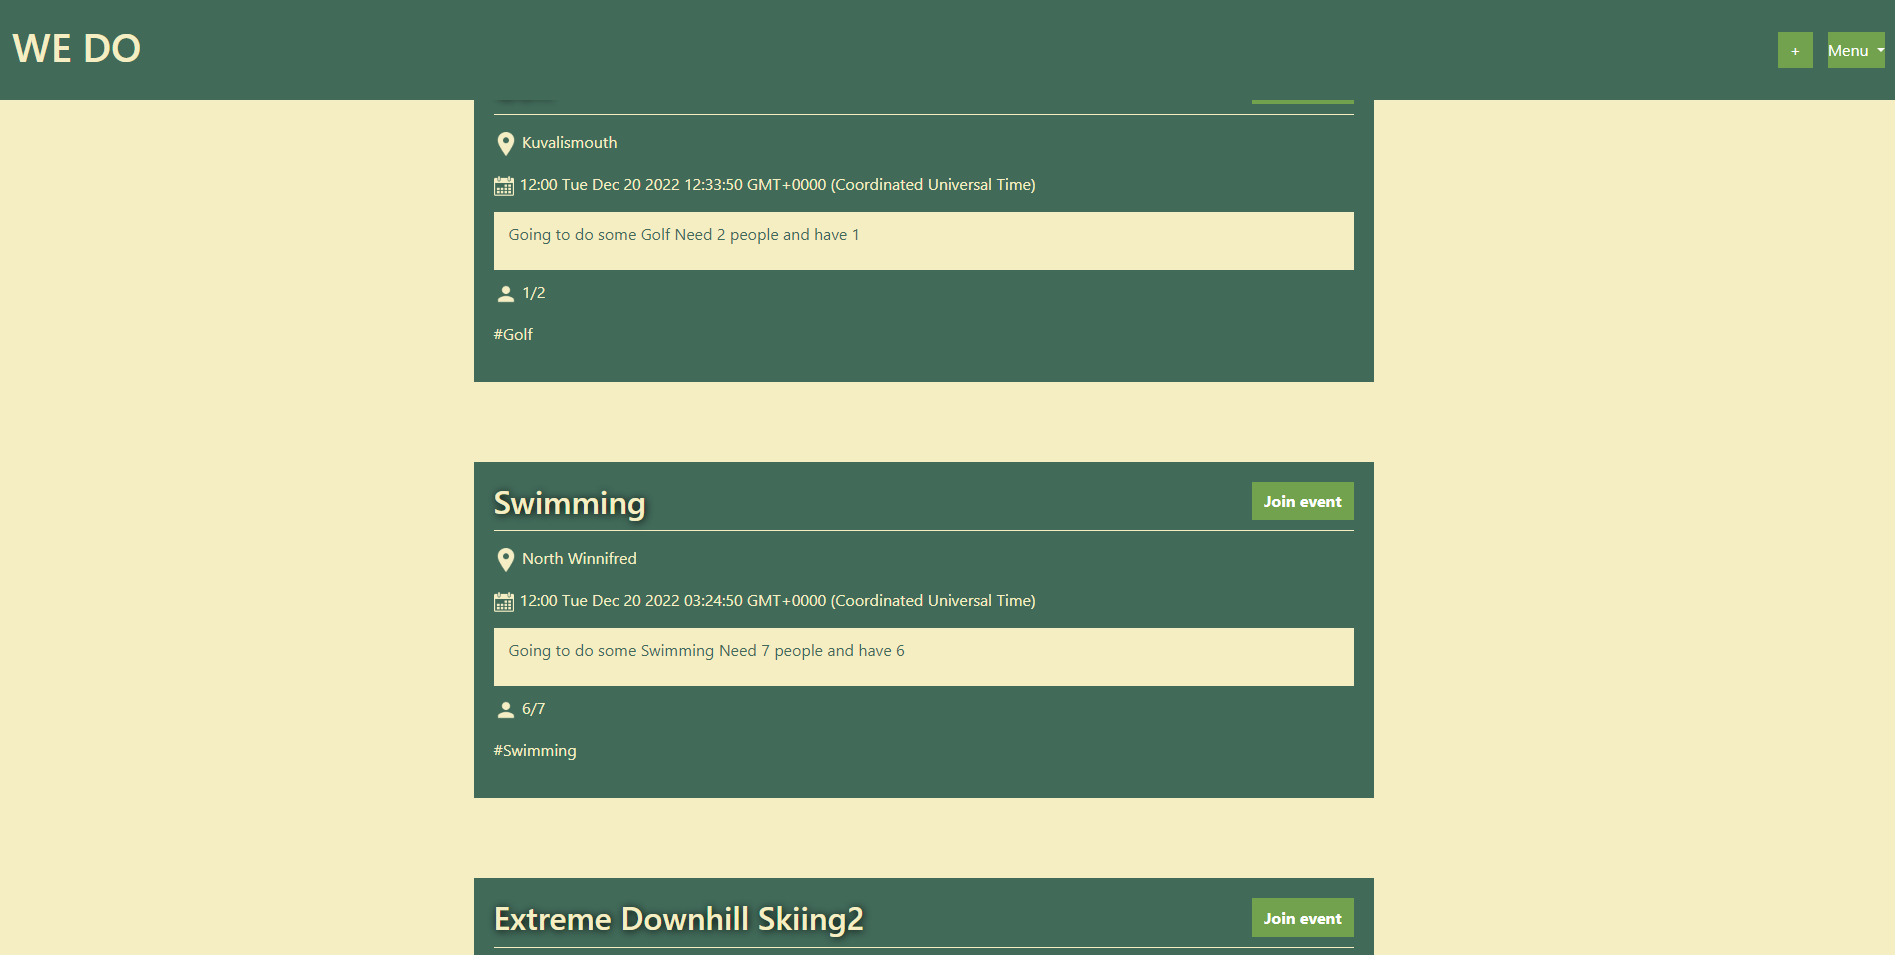 WE DO
+
Menu
Kuvalismouth
12:00 Tue Dec 20 2022 12:33:50 GMT+0000 (Coordinated Universal Time)
Going to do some Golf Need 2 people and have 1
1/2
#Golf
Swimming
Join event
North Winnifred
12:00 Tue Dec 20 2022 03:24:50 GMT+0000 (Coordinated Universal Time)
Going to do some Swimming Need 7 people and have 6
6/7
#Swimming
Extreme Downhill Skiing2
Join event